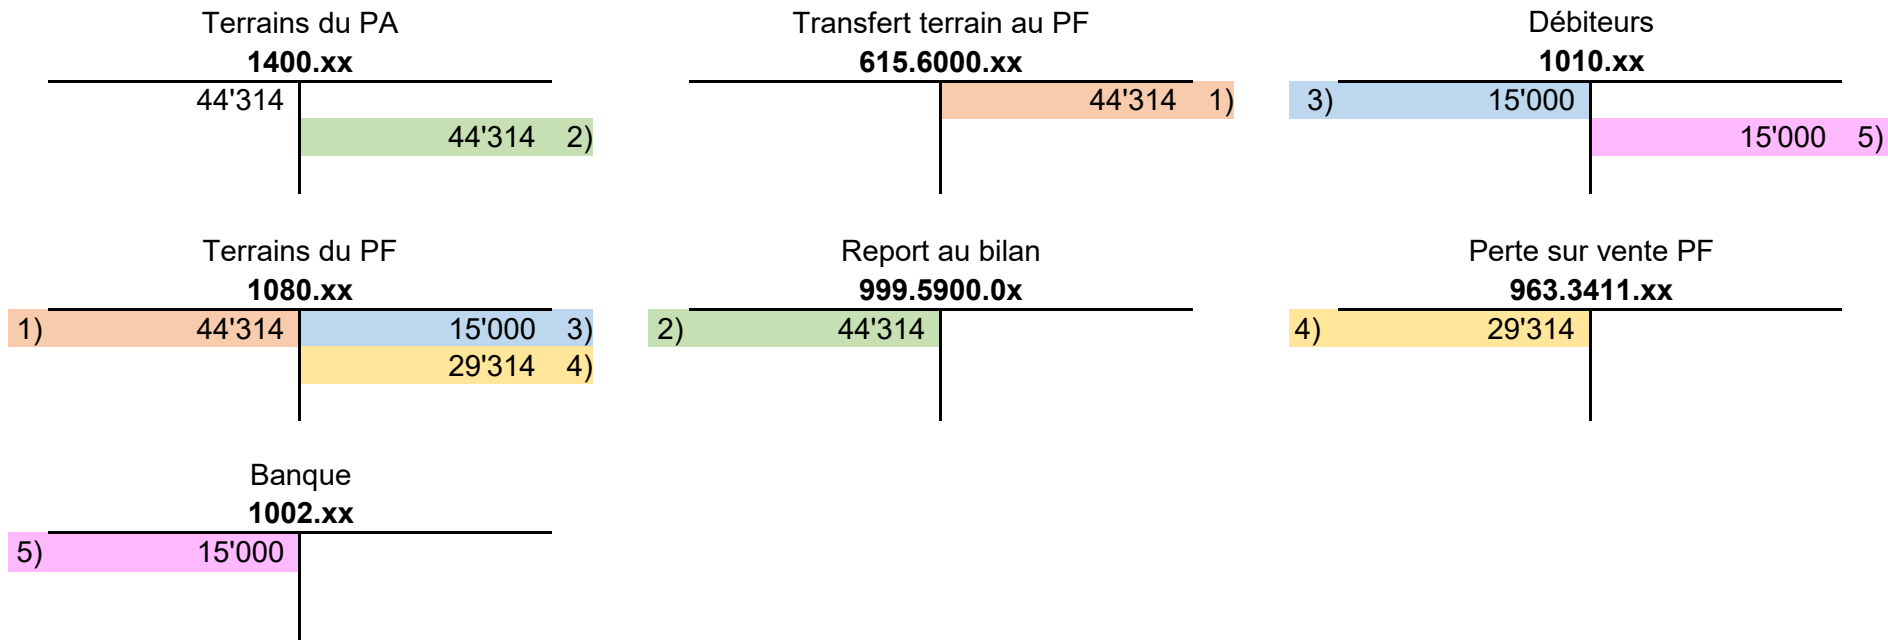 Terrains du PA
1400.xx
44'314
44'314 2)
Transfert terrain au PF
615.6000.xx
44'314 1)
Débiteurs
1010.xx
3) 15'000
15'000 5)
Terrains du PF
1080.xx
1) 44'314 15'000 3)
29'314 4)
Report au bilan
999.5900.0x
2) 44'314
Perte sur vente PF
963.3411.xx
4) 29'314
Banque
1002.xx
5) 15'000